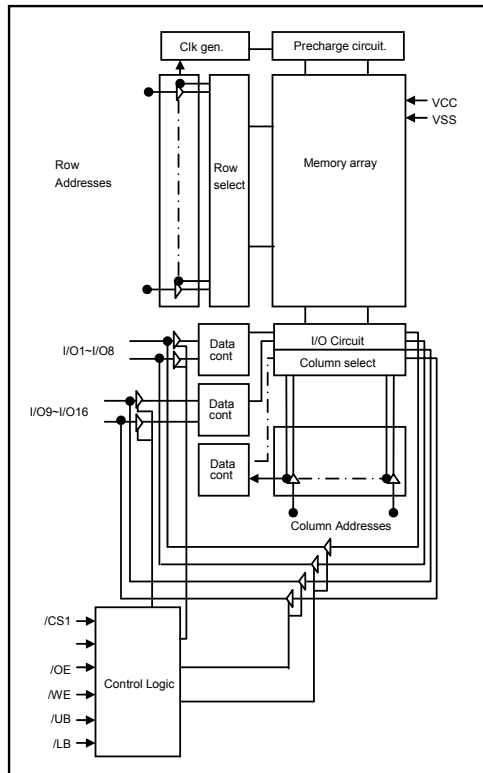 Clk gen.
Precharge circuit.
VCC
VSS
Row
Addresses
Row
select
Memory array
I/O1~I/O8
Data
cont
I/O Circuit
Column select
I/O9~I/O16
Data
cont
Data
cont
Column Addresses
/CS1
/OE
/WE
/UB
/LB
Control Logic